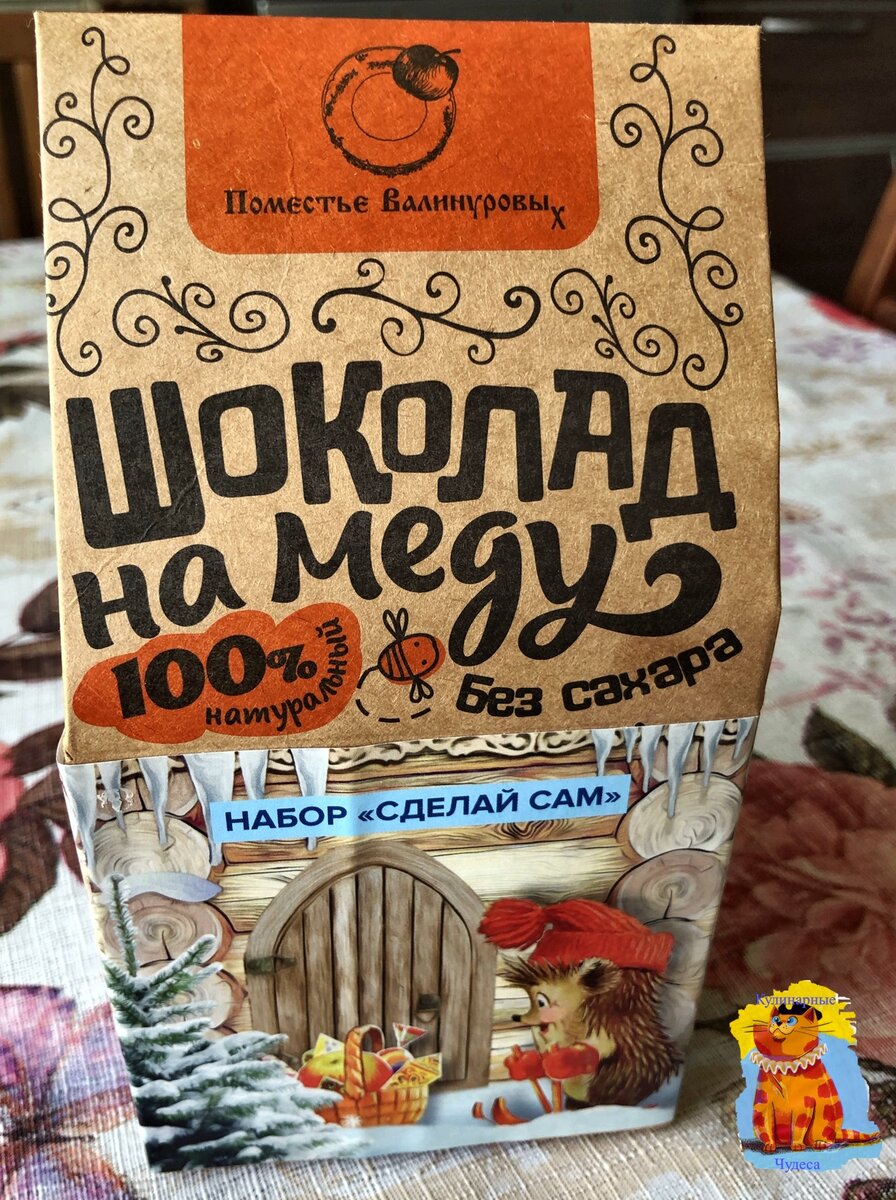 Поместье Валинуровых
ШОКОЛАД
на меду
100%
натуральный
Без сахара
НАБОР «СДЕЛАЙ САМ»
Кулинарные
Чудеса